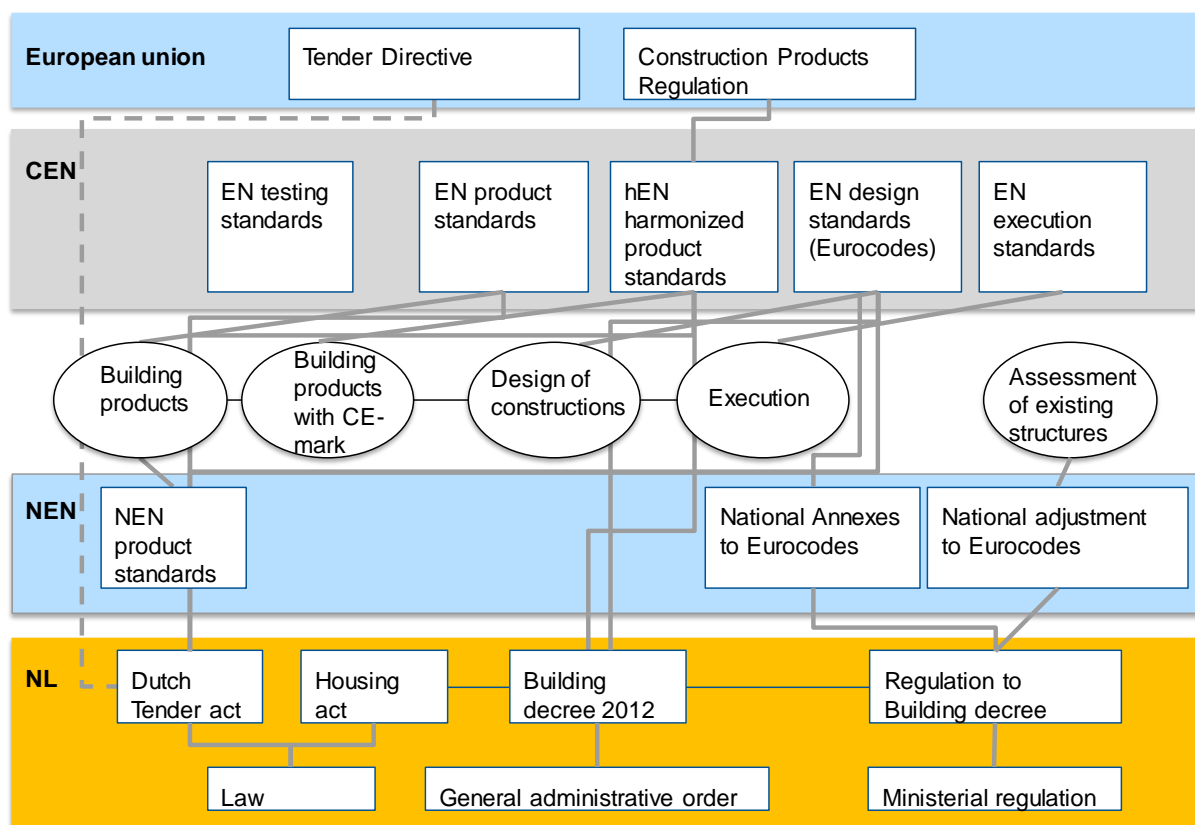 European union
Tender Directive
Construction Products
Regulation
CEN
EN testing
standards
EN product
standards
hEN
harmonized
product
standards
EN design
standards
(Eurocodes)
EN
execution
standards
Building
products
Building
products
with CE-
mark
Design of
constructions
Execution
Assessment
of existing
structures
NEN
NEN
product
standards
National Annexes
to Eurocodes
National adjustment
to Eurocodes
NL
Dutch
Tender act
Housing
act
Building
decree 2012
Regulation to
Building decree
Law
General administrative order
Ministerial regulation